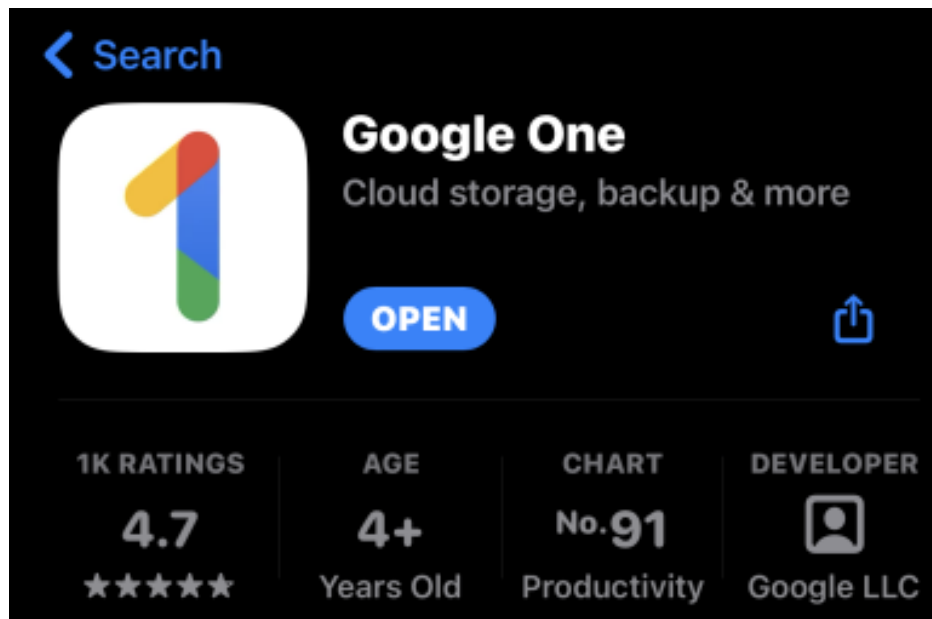 Search
Google One
Cloud storage, backup & more
OPEN
1K RATINGS
4.7
AGE
4+
Years Old
CHART
No.91
Productivity
DEVELOPER
Google LLC